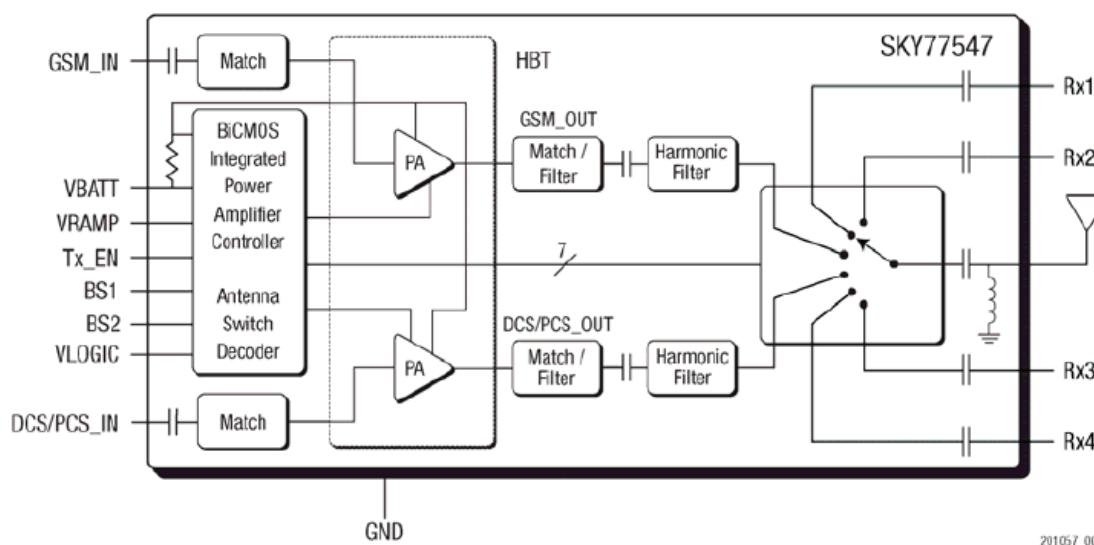 SKY77547
GSM_IN
Match
HBT
Rx1
BiCMOS
Integrated
Power
Amplifier
Controller
Antenna
Switch
Decoder
PA
GSM_OUT
Match /
Filter
Harmonic
Filter
Rx2
VBATT
VRAMP
Tx_EN
BS1
BS2
VLOGIC
7
DCS/PCS_OUT
PA
Match /
Filter
Harmonic
Filter
Rx3
DCS/PCS_IN
Match
Rx4
GND